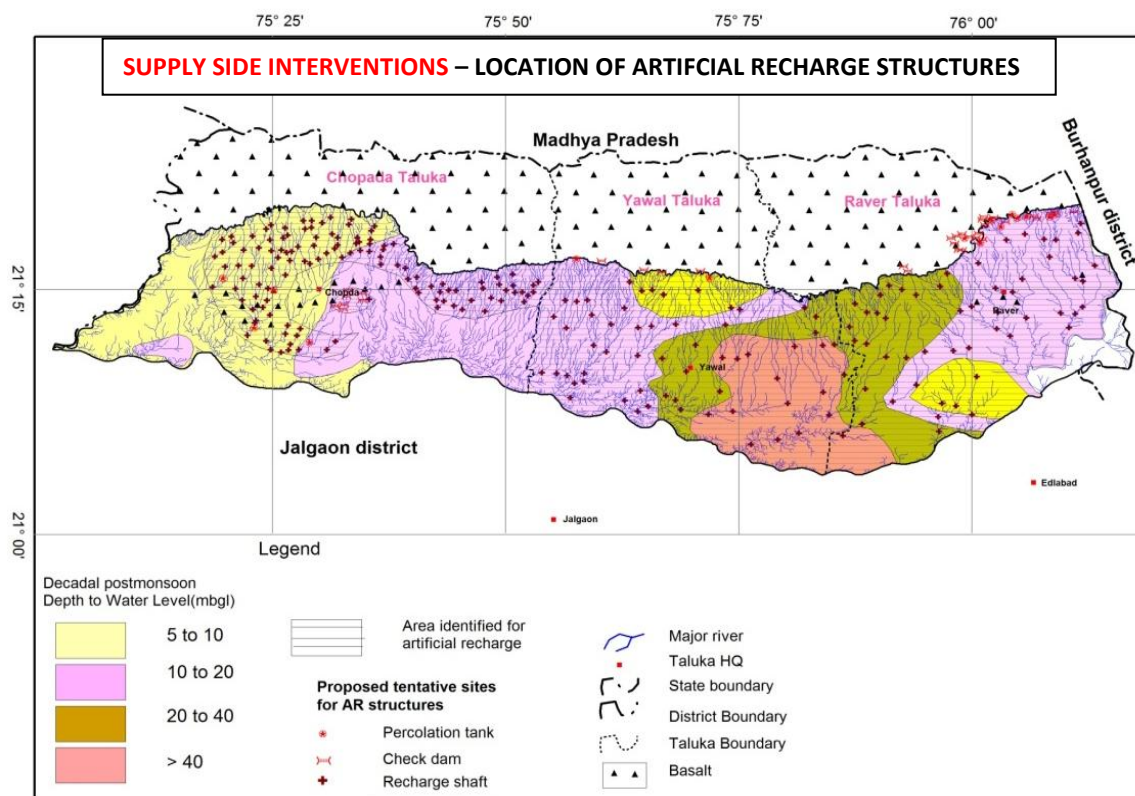 75° 25'
75° 50'
75° 75'
76° 00'
SUPPLY SIDE INTERVENTIONS – LOCATION OF ARTIFCIAL RECHARGE STRUCTURES
Madhya Pradesh
Burhanpur district
Chopada Taluka
Yawal Taluka
Raver Taluka
21° 15'
21° 15'
Chopda
Raver
Yawal
Jalgaon district
Edlabad
Jalgaon
21° 00'
21° 00'
Legend
Decadal postmonsoon
Depth to Water Level(mbgl)
5 to 10
10 to 20
20 to 40
> 40
Area identified for
artificial recharge
Proposed tentative sites
for AR structures
Percolation tank
Check dam
Recharge shaft
Major river
Taluka HQ
State boundary
District Boundary
Taluka Boundary
Basalt